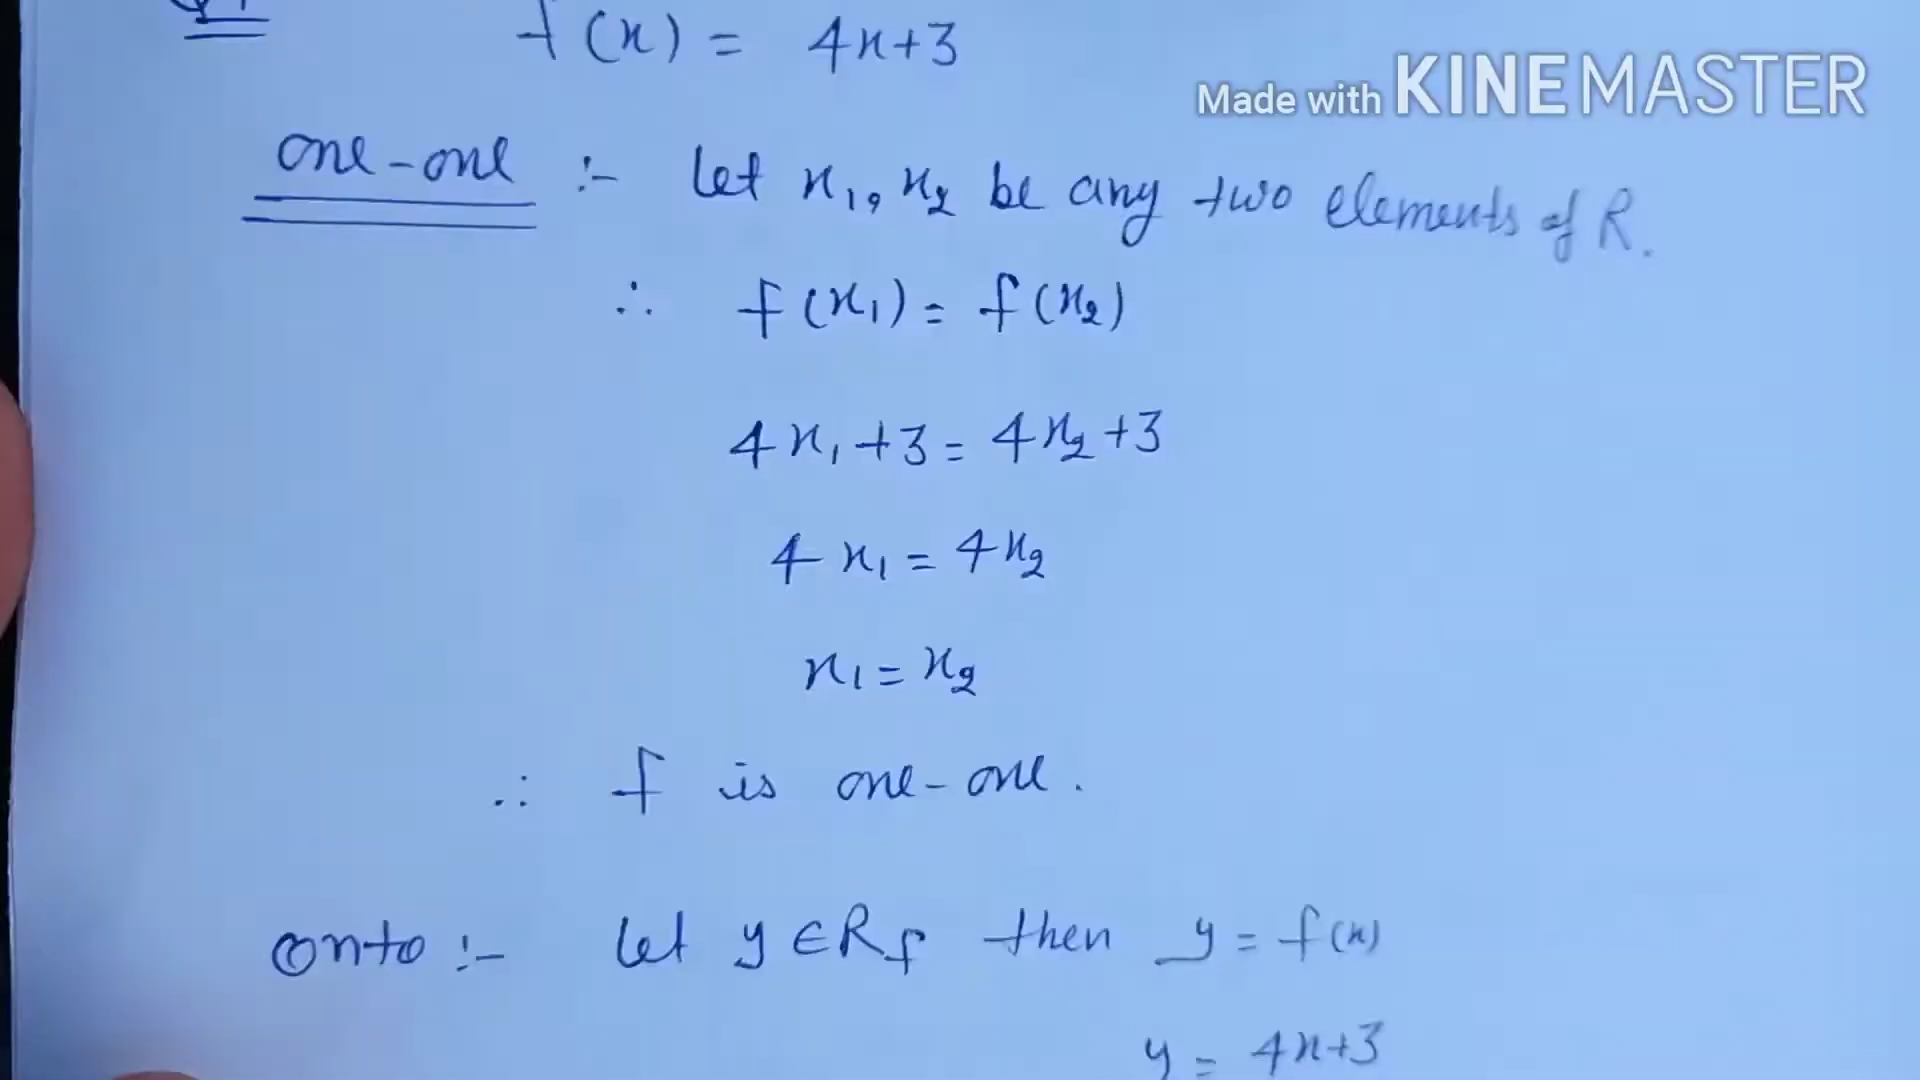 f(x) = 4x+3
Made with KINEMASTER
one-one :- let x₁, x₂ be any two elements of R.
∴ f(x₁) = f(x₂)
4x₁+3 = 4x₂+3
4x₁ = 4x₂
x₁ = x₂
∴ f is one-one.
onto :- let y ∈ R_f then y = f(x)
y = 4x+3